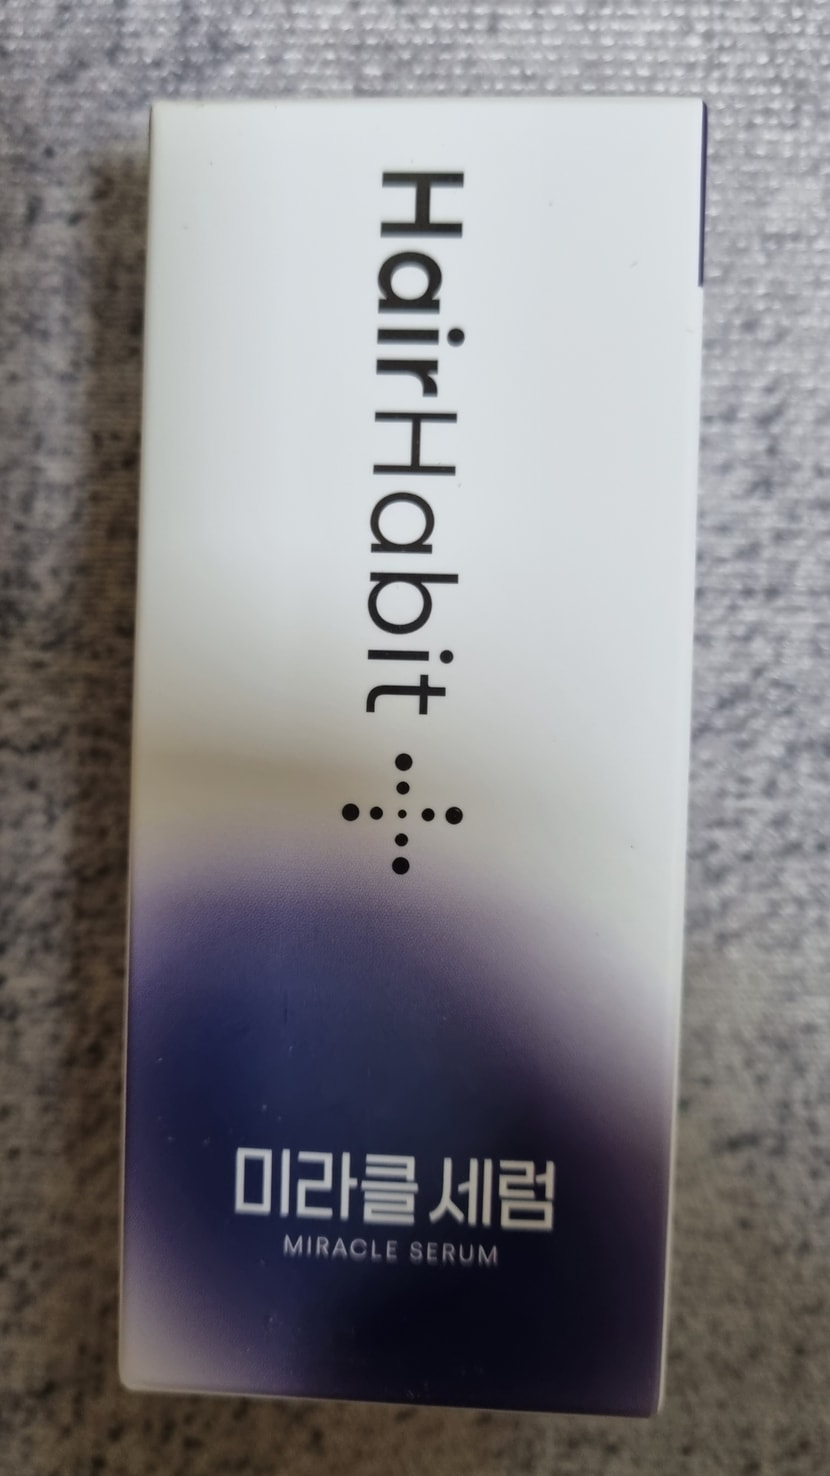 HairHabit
미라클 세럼
MIRACLE SERUM